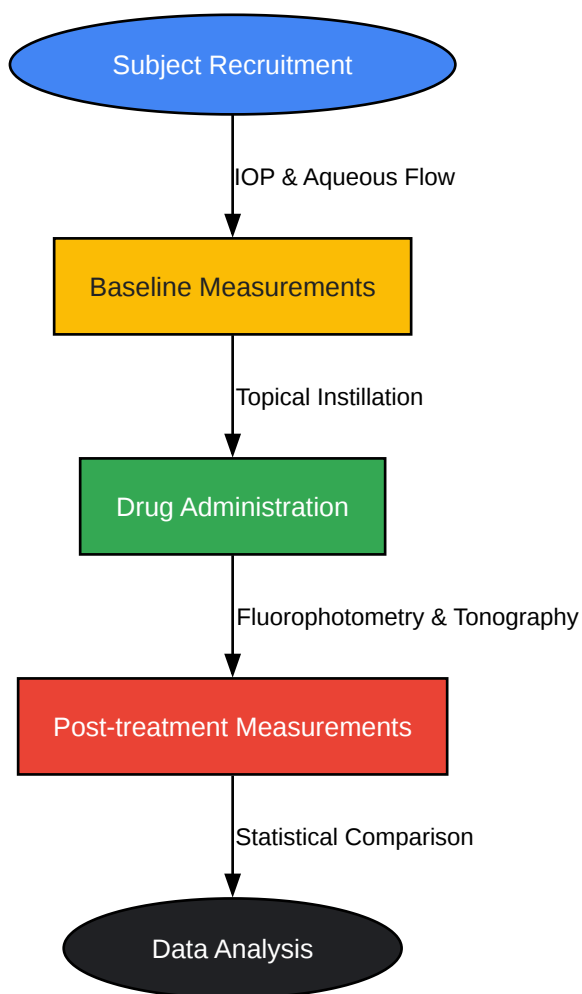 Subject Recruitment
IOP & Aqueous Flow
Baseline Measurements
Topical Instillation
Drug Administration
Fluorophotometry & Tonography
Post-treatment Measurements
Statistical Comparison
Data Analysis